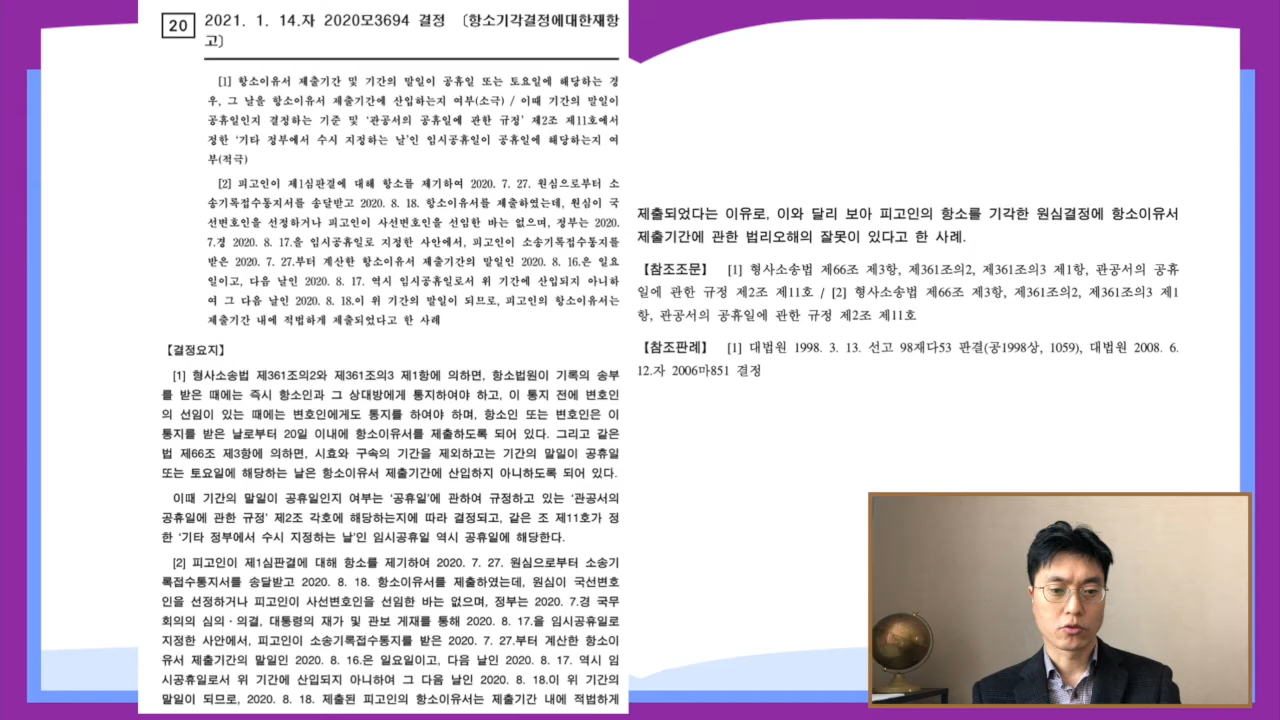 20
2021. 1. 14.자 2020모3694 결정 〔항소기각결정에대한재항
고〕
[1] 항소이유서 제출기간 및 기간의 말일이 공휴일 또는 토요일에 해당하는 경
우, 그 날을 항소이유서 제출기간에 산입하는지 여부(소극) / 이때 기간의 말일이
공휴일인지 결정하는 기준 및 ‘관공서의 공휴일에 관한 규정’ 제2조 제11호에서
정한 ‘기타 정부에서 수시 지정하는 날’인 임시공휴일이 공휴일에 해당하는지 여
부(적극)
[2] 피고인이 제1심판결에 대해 항소를 제기하여 2020. 7. 27. 원심으로부터 소
송기록접수통지서를 송달받고 2020. 8. 18. 항소이유서를 제출하였는데, 원심이 국
선변호인을 선정하거나 피고인이 사선변호인을 선임한 바는 없으며, 정부는 2020.
7.경 2020. 8. 17.을 임시공휴일로 지정한 사안에서, 피고인이 소송기록접수통지를
받은 2020. 7. 27.부터 계산한 항소이유서 제출기간의 말일인 2020. 8. 16.은 일요
일이고, 다음 날인 2020. 8. 17. 역시 임시공휴일로서 위 기간에 산입되지 아니하
여 그 다음 날인 2020. 8. 18.이 위 기간의 말일이 되므로, 피고인의 항소이유서는
제출기간 내에 적법하게 제출되었다고 한 사례
【결정요지】
[1] 형사소송법 제361조의2와 제361조의3 제1항에 의하면, 항소법원이 기록의 송부
를 받은 때에는 즉시 항소인과 그 상대방에게 통지하여야 하고, 이 통지 전에 변호인
의 선임이 있는 때에는 변호인에게도 통지를 하여야 하며, 항소인 또는 변호인은 이
통지를 받은 날로부터 20일 이내에 항소이유서를 제출하도록 되어 있다. 그리고 같은
법 제66조 제3항에 의하면, 시효와 구속의 기간을 제외하고는 기간의 말일이 공휴일
또는 토요일에 해당하는 날은 항소이유서 제출기간에 산입하지 아니하도록 되어 있다.
이때 기간의 말일이 공휴일인지 여부는 ‘공휴일’에 관하여 규정하고 있는 ‘관공서의
공휴일에 관한 규정’ 제2조 각호에 해당하는지에 따라 결정되고, 같은 조 제11호가 정
한 ‘기타 정부에서 수시 지정하는 날’인 임시공휴일 역시 공휴일에 해당한다.
[2] 피고인이 제1심판결에 대해 항소를 제기하여 2020. 7. 27. 원심으로부터 소송기
록접수통지서를 송달받고 2020. 8. 18. 항소이유서를 제출하였는데, 원심이 국선변호
인을 선정하거나 피고인이 사선변호인을 선임한 바는 없으며, 정부는 2020. 7.경 국무
회의의 심의ㆍ의결, 대통령의 재가 및 관보 게재를 통해 2020. 8. 17.을 임시공휴일로
지정한 사안에서, 피고인이 소송기록접수통지를 받은 2020. 7. 27.부터 계산한 항소이
유서 제출기간의 말일인 2020. 8. 16.은 일요일이고, 다음 날인 2020. 8. 17. 역시 임
시공휴일로서 위 기간에 산입되지 아니하여 그 다음 날인 2020. 8. 18.이 위 기간의
말일이 되므로, 2020. 8. 18. 제출된 피고인의 항소이유서는 제출기간 내에 적법하게
제출되었다는 이유로, 이와 달리 보아 피고인의 항소를 기각한 원심결정에 항소이유서
제출기간에 관한 법리오해의 잘못이 있다고 한 사례.
【참조조문】 [1] 형사소송법 제66조 제3항, 제361조의2, 제361조의3 제1항, 관공서의 공휴
일에 관한 규정 제2조 제11호 / [2] 형사소송법 제66조 제3항, 제361조의2, 제361조의3 제1
항, 관공서의 공휴일에 관한 규정 제2조 제11호
【참조판례】 [1] 대법원 1998. 3. 13. 선고 98재다53 판결(공1998상, 1059), 대법원 2008. 6.
12.자 2006마851 결정